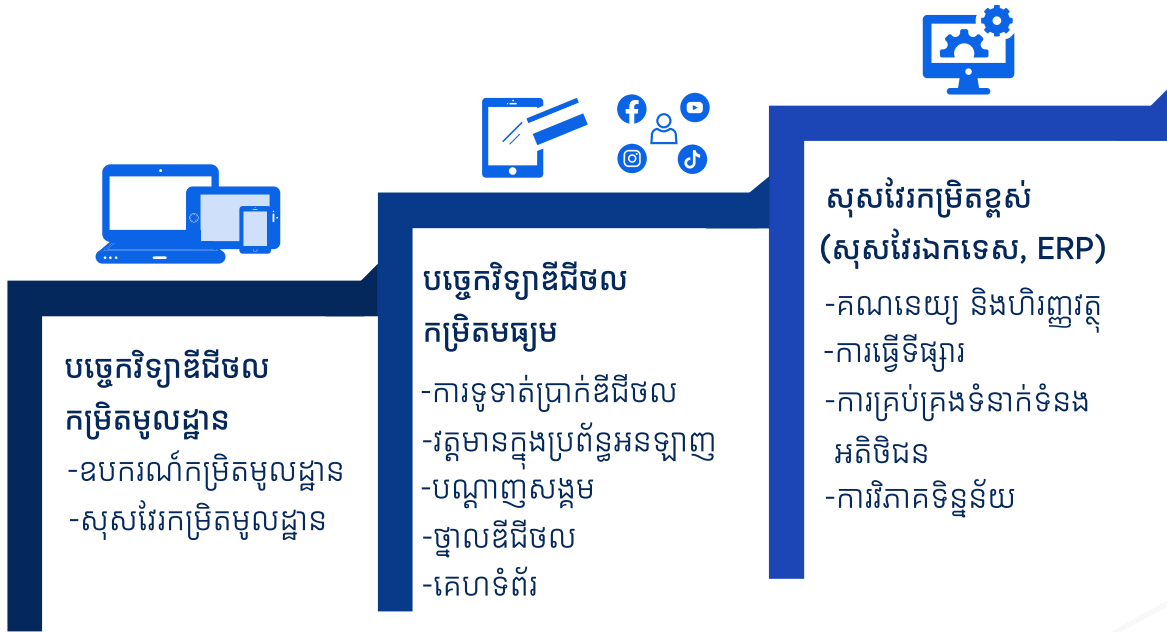 បច្ចេកវិទ្យាឌីជីថល
កម្រិតមូលដ្ឋាន
-ឧបករណ៍កម្រិតមូលដ្ឋាន
-សុសវែរកម្រិតមូលដ្ឋាន
បច្ចេកវិទ្យាឌីជីថល
កម្រិតមធ្យម
-ការទូទាត់ប្រាក់ឌីជីថល
-វត្តមានក្នុងប្រព័ន្ធអនឡាញ
-បណ្តាញសង្គម
-ថ្នាលឌីជីថល
-គេហទំព័រ
សុសវែរកម្រិតខ្ពស់
(សុសវែរឯកទេស, ERP)
-គណនេយ្យ និងហិរញ្ញវត្ថុ
-ការធ្វើទីផ្សារ
-ការគ្រប់គ្រងទំនាក់ទំនង
អតិថិជន
-ការវិភាគទិន្នន័យ